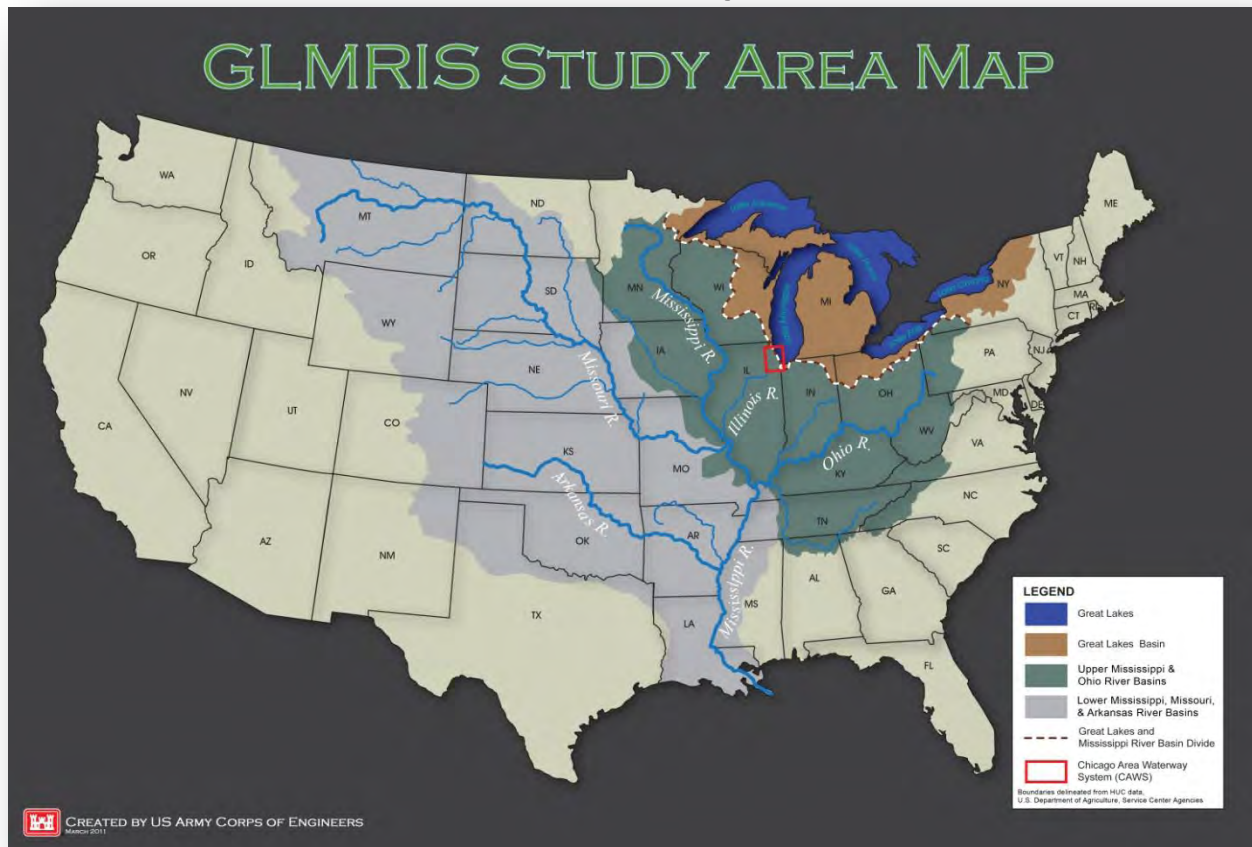 GLMRIS STUDY AREA MAP
WA
MT
ND
ME
OR
ID
MN
VT
NH
SD
WI
NY
MA
WY
MI
CT
RI
Mississippi R.
IA
PA
NJ
NV
NE
IL
IN
OH
MD
DE
UT
CO
Missouri R.
Illinois R.
WV
CA
KS
MO
Ohio R.
VA
KY
Arkansas R.
NC
TN
AZ
NM
OK
AR
SC
Mississippi R.
MS
AL
GA
TX
LA
FL
LEGEND
Great Lakes
Great Lakes Basin
Upper Mississippi &
Ohio River Basins
Lower Mississippi, Missouri,
& Arkansas River Basins
Great Lakes and
Mississippi River Basin Divide
Chicago Area Waterway
System (CAWS)
Boundaries delineated from HUC data,
U.S. Department of Agriculture, Service Center Agencies
CREATED BY US ARMY CORPS OF ENGINEERS
MARCH 2011